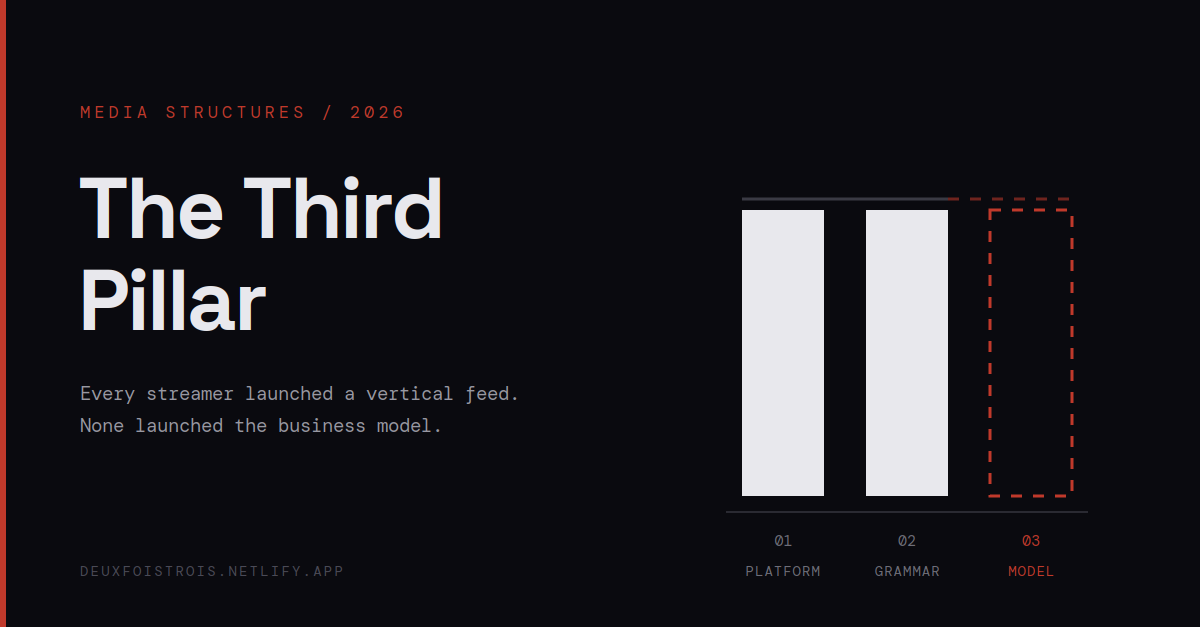 MEDIA STRUCTURES / 2026
The Third
Pillar
Every streamer launched a vertical feed.
None launched the business model.
DEUXFOISTROIS.NETLIFY.APP
01
02
03
PLATFORM
GRAMMAR
MODEL